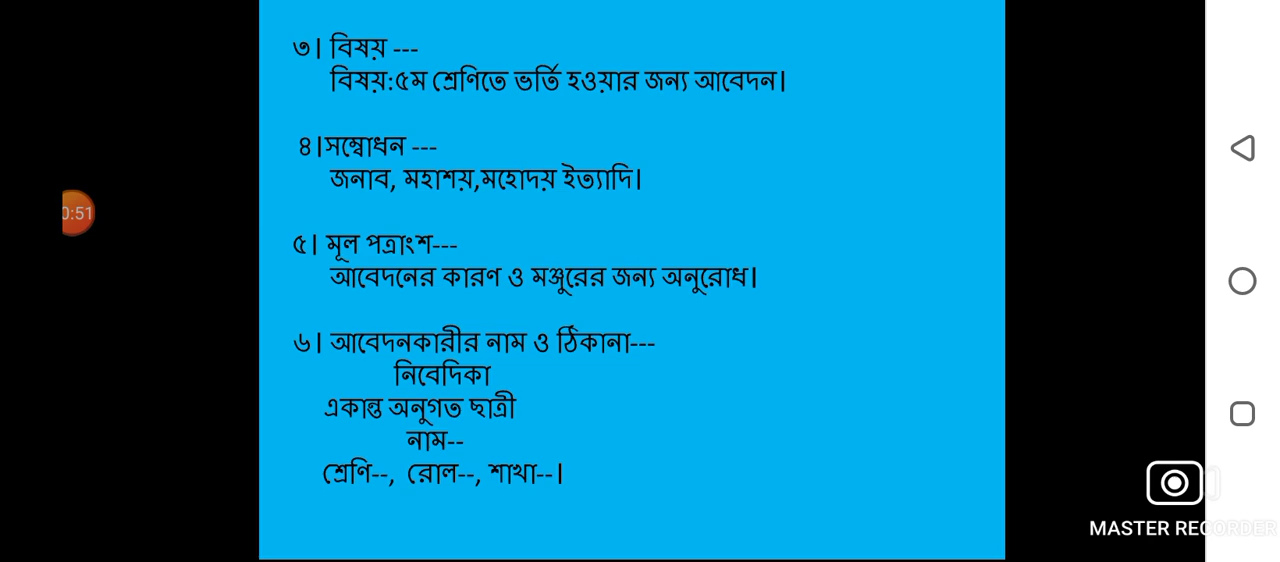 ৩। বিষয় ---
বিষয়:৫ম শ্রেণিতে ভর্তি হওয়ার জন্য আবেদন।
৪।সম্বোধন ---
জনাব, মহাশয়,মহোদয় ইত্যাদি।
0:51
৫। মূল পত্রাংশ---
আবেদনের কারণ ও মঞ্জুরের জন্য অনুরোধ।
৬। আবেদনকারীর নাম ও ঠিকানা---
নিবেদিকা
একান্ত অনুগত ছাত্রী
নাম--
শ্রেণি--, রোল--, শাখা--।
MASTER RECORDER